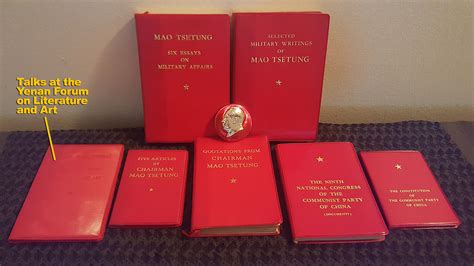 MAO TSETUNG
SIX ESSAYS
ON
MILITARY AFFAIRS
SELECTED
MILITARY WRITINGS
OF
MAO TSETUNG
Talks at the
Yenan Forum
on Literature
and Art
FIVE ARTICLES
BY
CHAIRMAN
MAO TSETUNG
QUOTATIONS FROM
CHAIRMAN
MAO TSETUNG
THE NINTH
NATIONAL CONGRESS
OF THE
COMMUNIST PARTY
OF CHINA
(DOCUMENTS)
THE CONSTITUTION
OF
THE COMMUNIST PARTY
OF CHINA